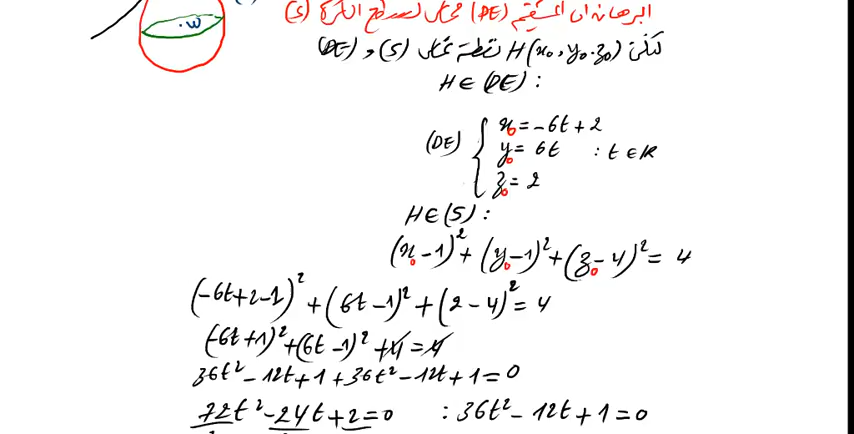 البرهان أن المستقيم (DE) مماس لسطح الكرة (S)
ω
لتكن H(x₀, y₀, z₀) نقطة تماس (S) و (DE)
H ∈ (DE) :
(DE) { x₀ = -6t + 2
y₀ = 6t : t ∈ ℝ
z₀ = 2
H ∈ (S) :
(x₀ - 1)² + (y₀ - 1)² + (z₀ - 4)² = 4
(-6t + 2 - 1)² + (6t - 1)² + (2 - 4)² = 4
(-6t + 1)² + (6t - 1)² + 4 = 4
36t² - 12t + 1 + 36t² - 12t + 1 = 0
72t² - 24t + 2 = 0 : 36t² - 12t + 1 = 0